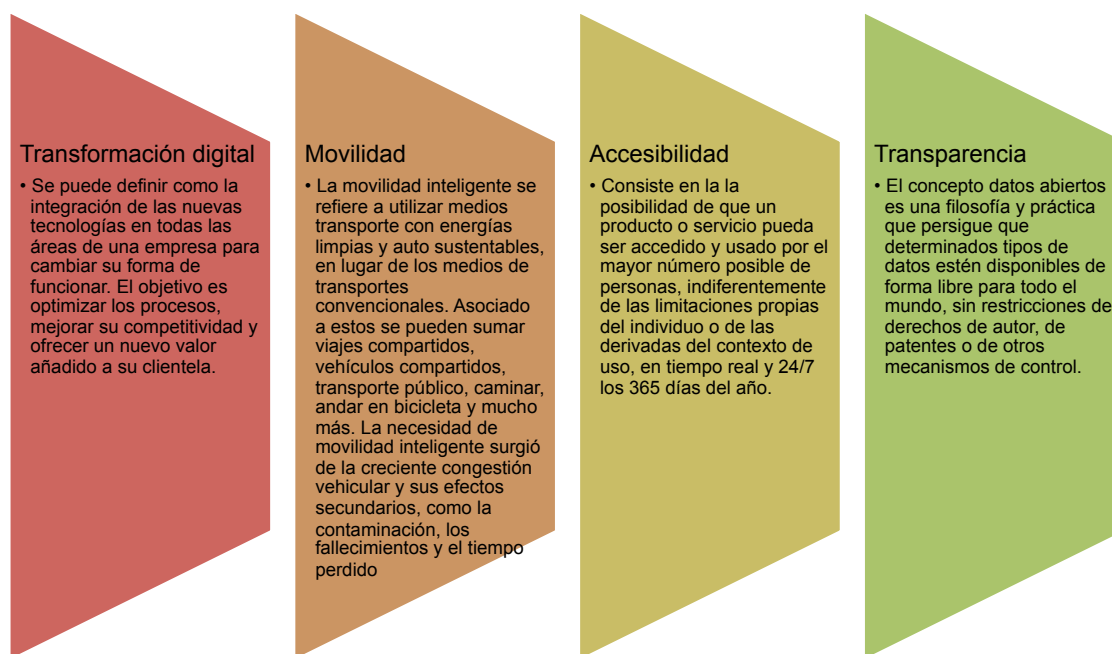 Transformación digital
• Se puede definir como la
integración de las nuevas
tecnologías en todas las
áreas de una empresa para
cambiar su forma de
funcionar. El objetivo es
optimizar los procesos,
mejorar su competitividad y
ofrecer un nuevo valor
añadido a su clientela.
Movilidad
• La movilidad inteligente se
refiere a utilizar medios
transporte con energías
limpias y auto sustentables,
en lugar de los medios de
transportes
convencionales. Asociado
a estos se pueden sumar
viajes compartidos,
vehículos compartidos,
transporte público, caminar,
andar en bicicleta y mucho
más. La necesidad de
movilidad inteligente surgió
de la creciente congestión
vehicular y sus efectos
secundarios, como la
contaminación, los
fallecimientos y el tiempo
perdido
Accesibilidad
• Consiste en la la
posibilidad de que un
producto o servicio pueda
ser accedido y usado por el
mayor número posible de
personas, indiferentemente
de las limitaciones propias
del individuo o de las
derivadas del contexto de
uso, en tiempo real y 24/7
los 365 días del año.
Transparencia
• El concepto datos abiertos
es una filosofía y práctica
que persigue que
determinados tipos de
datos estén disponibles de
forma libre para todo el
mundo, sin restricciones de
derechos de autor, de
patentes o de otros
mecanismos de control.